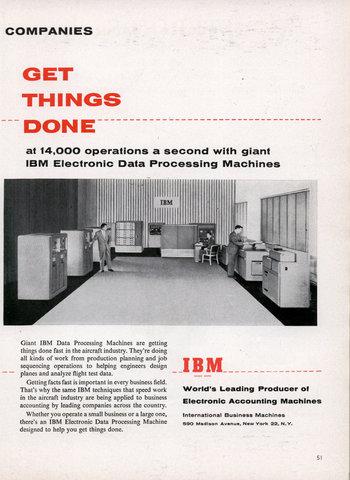 COMPANIES
GET
THINGS
DONE
at 14,000 operations a second with giant
IBM Electronic Data Processing Machines
IBM
Giant IBM Data Processing Machines are getting
things done fast in the aircraft industry. They're doing
all kinds of work from production planning and job
sequencing operations to helping engineers design
planes and analyze flight test data.
Getting facts fast is important in every business field.
That's why the same IBM techniques that speed work
in the aircraft industry are being applied to business
accounting by leading companies across the country.
Whether you operate a small business or a large one,
there's an IBM Electronic Data Processing Machine
designed to help you get things done.
IBM
World's Leading Producer of
Electronic Accounting Machines
International Business Machines
590 Madison Avenue, New York 22, N.Y.
51